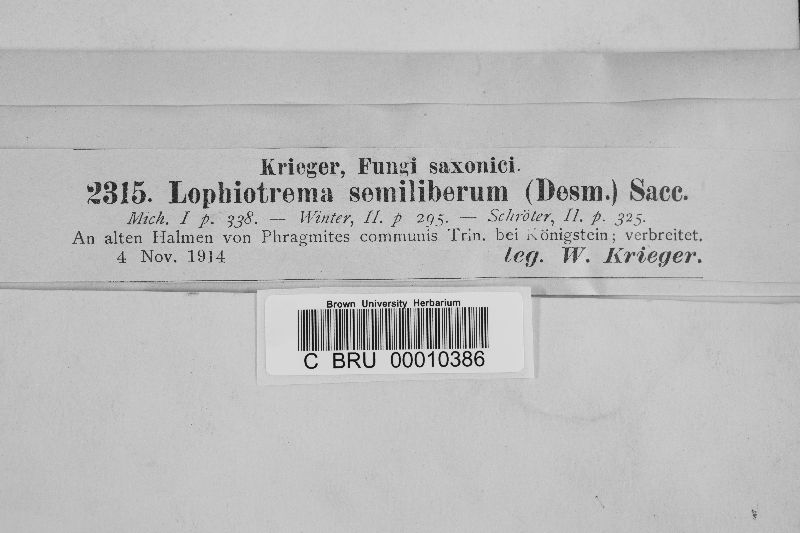 Krieger, Fungi saxonici.
2315. Lophiotrema semiliberum (Desm.) Sacc.
Mich. I p. 338. — Winter, II. p 295. — Schröter, II. p. 325.
An alten Halmen von Phragmites communis Trin. bei Königstein; verbreitet.
4 Nov. 1914 leg. W. Krieger.
Brown University Herbarium
C BRU 00010386